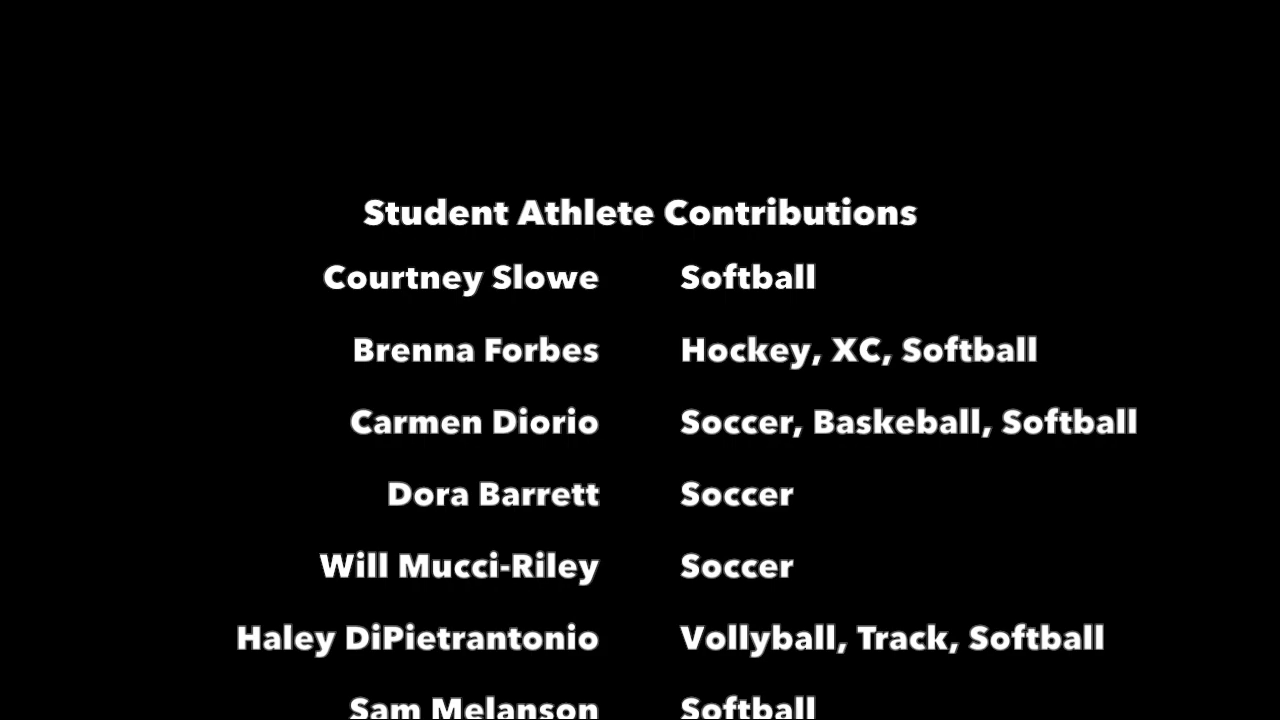 Student Athlete Contributions
Courtney Slowe Softball
Brenna Forbes Hockey, XC, Softball
Carmen Diorio Soccer, Baskeball, Softball
Dora Barrett Soccer
Will Mucci-Riley Soccer
Haley DiPietrantonio Vollyball, Track, Softball
Sam Melanson Softball